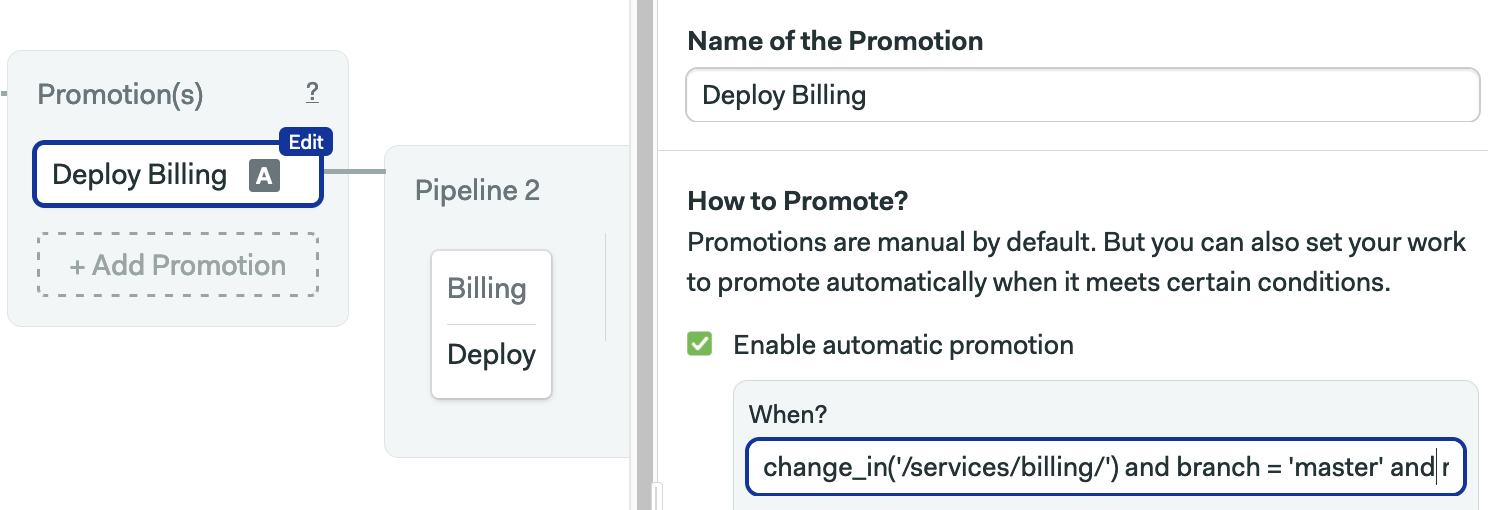 Promotion(s) ?
Edit
Deploy Billing A
+ Add Promotion
Pipeline 2
Billing
Deploy
Name of the Promotion
Deploy Billing
How to Promote?
Promotions are manual by default. But you can also set your work
to promote automatically when it meets certain conditions.
Enable automatic promotion
When?
change_in('/services/billing/') and branch = 'master' and